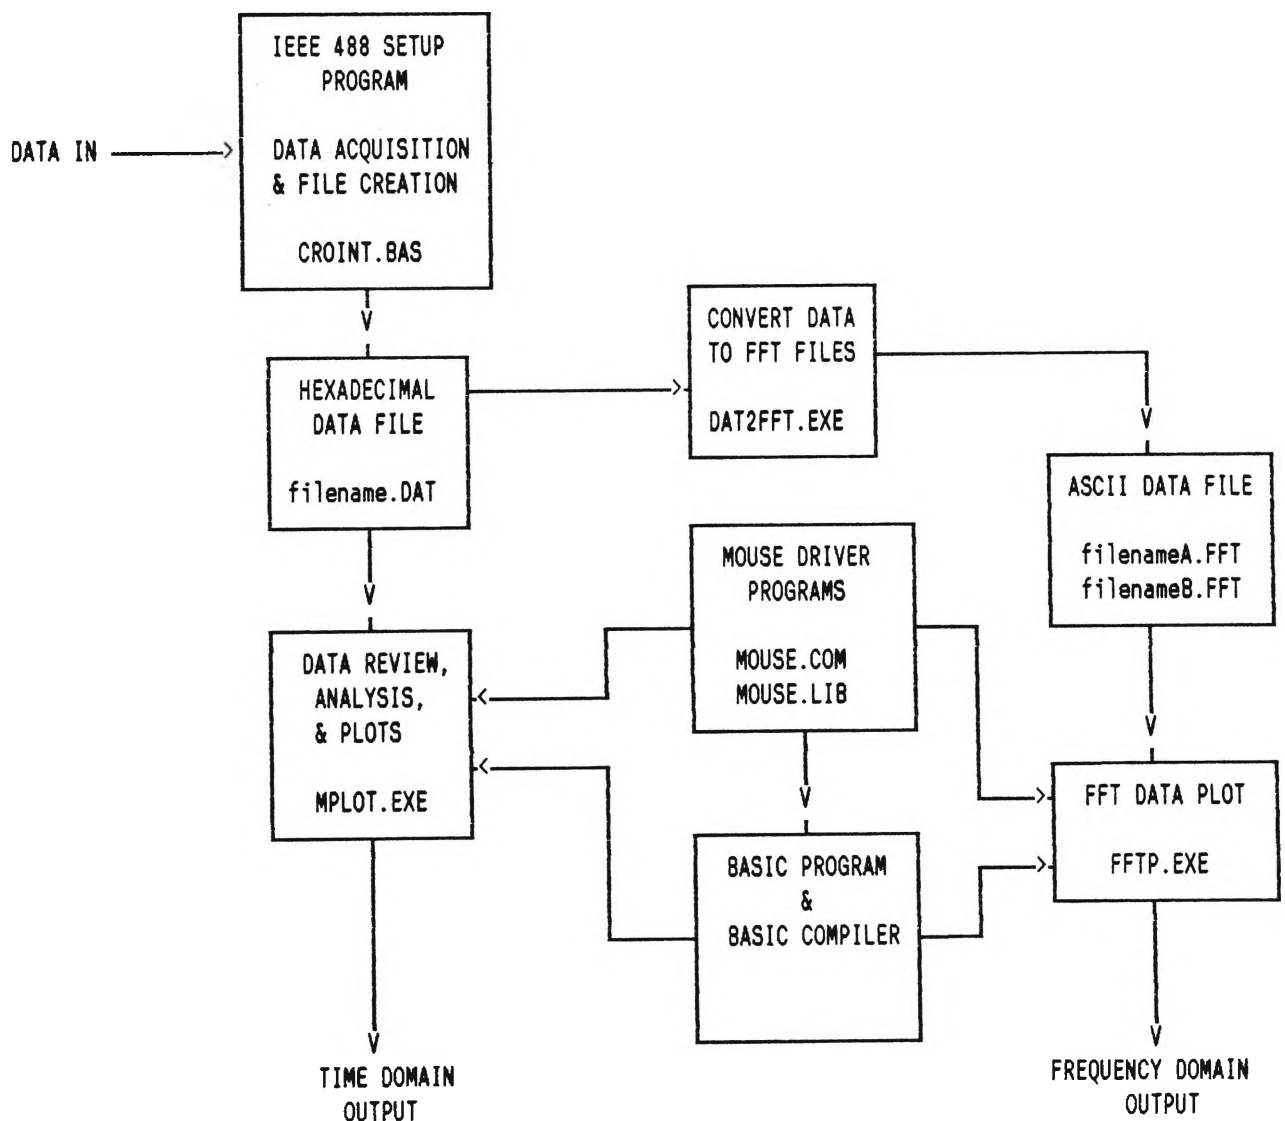 IEEE 488 SETUP
PROGRAM
DATA IN
DATA ACQUISITION
& FILE CREATION
CROINT.BAS
CONVERT DATA
TO FFT FILES
DAT2FFT.EXE
HEXADECIMAL
DATA FILE
filename.DAT
ASCII DATA FILE
filenameA.FFT
filenameB.FFT
MOUSE DRIVER
PROGRAMS
MOUSE.COM
MOUSE.LIB
DATA REVIEW,
ANALYSIS,
& PLOTS
MPLOT.EXE
FFT DATA PLOT
FFTP.EXE
BASIC PROGRAM
&
BASIC COMPILER
TIME DOMAIN
OUTPUT
FREQUENCY DOMAIN
OUTPUT